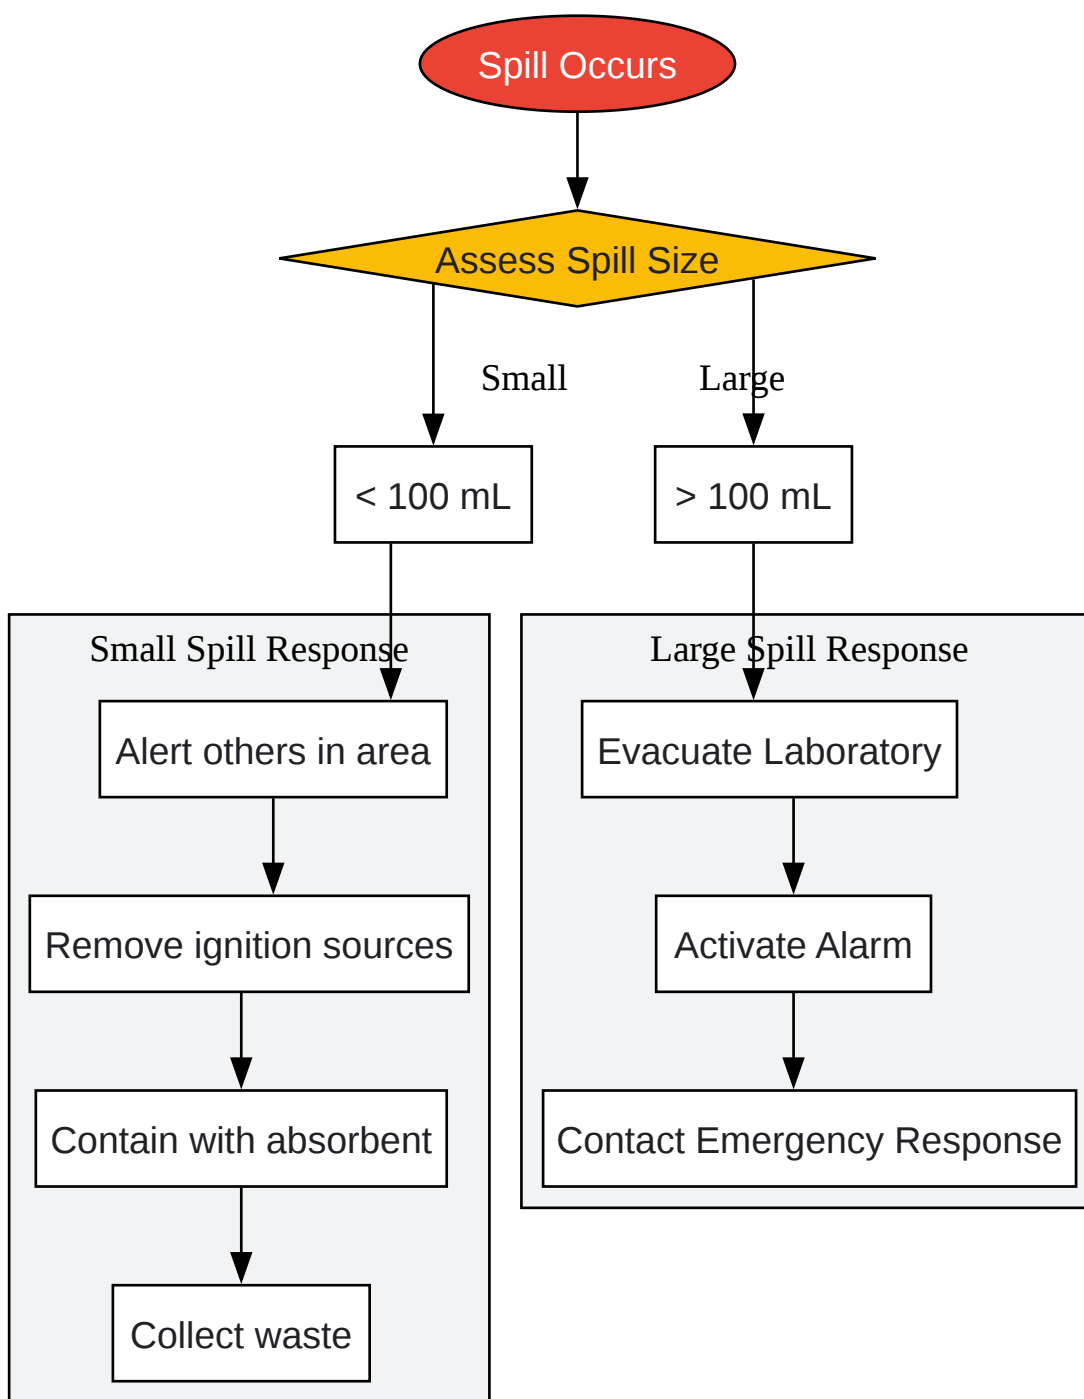 Spill Occurs
Assess Spill Size
Small
Large
< 100 mL
> 100 mL
Small Spill Response
Alert others in area
Remove ignition sources
Contain with absorbent
Collect waste
Large Spill Response
Evacuate Laboratory
Activate Alarm
Contact Emergency Response